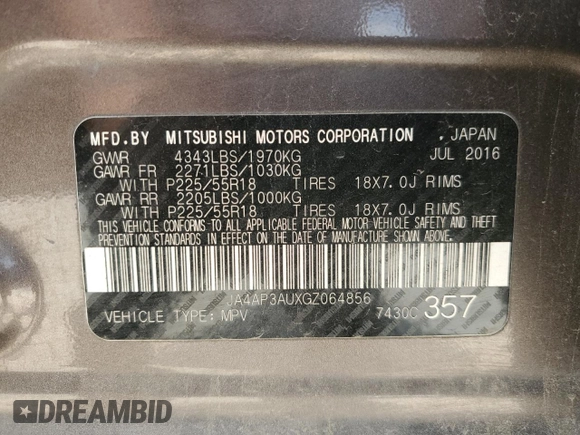 MFD.BY MITSUBISHI MOTORS CORPORATION , JAPAN
GVWR 4343LBS/1970KG JUL 2016
GAWR FR 2271LBS/1030KG
WITH P225/55R18 TIRES 18X7.0J RIMS
GAWR RR 2205LBS/1000KG
WITH P225/55R18 TIRES 18X7.0J RIMS
THIS VEHICLE CONFORMS TO ALL APPLICABLE FEDERAL MOTOR VEHICLE SAFETY AND THEFT
PREVENTION STANDARDS IN EFFECT ON THE DATE OF MANUFACTURE SHOWN ABOVE.
JA4AP3AUXGZ064856
VEHICLE TYPE: MPV 7430C 357
DREAMBID